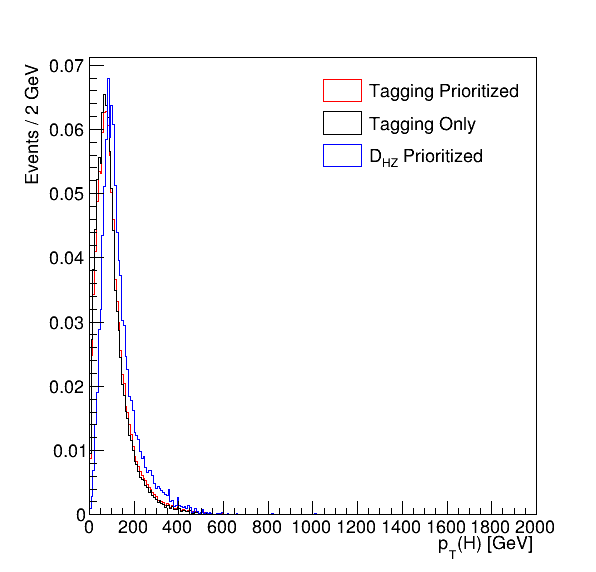 Events / 2 GeV
0.07
0.06
0.05
0.04
0.03
0.02
0.01
0
Tagging Prioritized
Tagging Only
D_HZ Prioritized
0 200 400 600 800 1000 1200 1400 1600 1800 2000
p_T(H) [GeV]